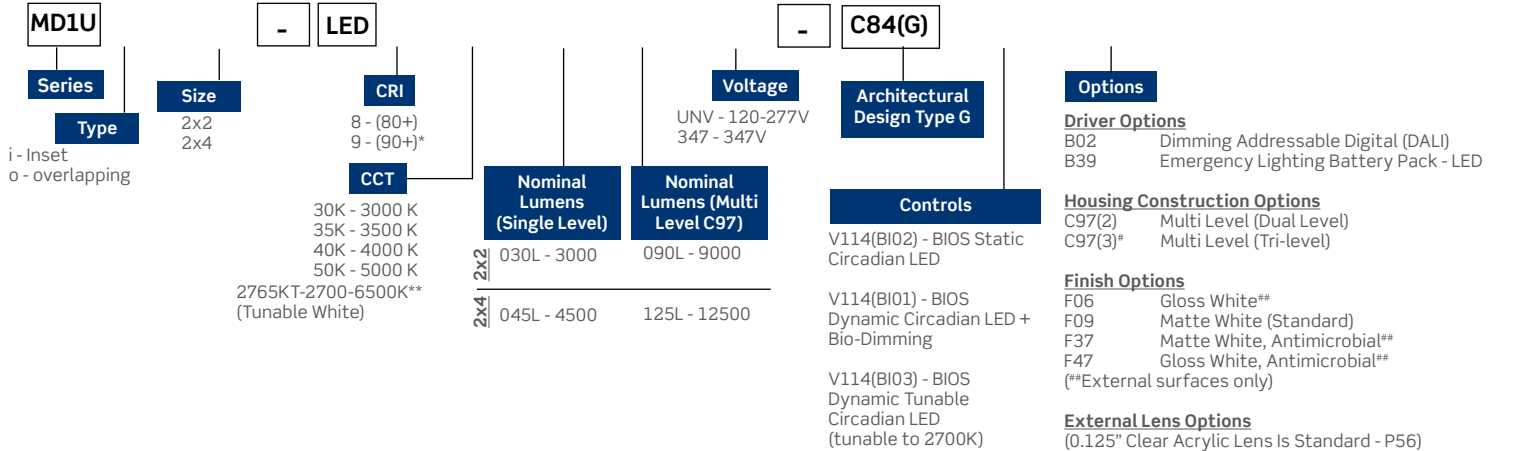 MD1U - LED - C84(G)
Series
Type
i - Inset
o - overlapping
Size
2x2
2x4
CRI
8 - (80+)
9 - (90+)*
CCT
30K - 3000 K
35K - 3500 K
40K - 4000 K
50K - 5000 K
2765KT-2700-6500K**
(Tunable White)
Nominal
Lumens
(Single Level)
Nominal
Lumens (Multi
Level C97)
2x2 030L - 3000 090L - 9000
2x4 045L - 4500 125L - 12500
Voltage
UNV - 120-277V
347 - 347V
Architectural
Design Type G
Controls
V114(BI02) - BIOS Static
Circadian LED
V114(BI01) - BIOS
Dynamic Circadian LED +
Bio-Dimming
V114(BI03) - BIOS
Dynamic Tunable
Circadian LED
(tunable to 2700K)
Options
Driver Options
B02 Dimming Addressable Digital (DALI)
B39 Emergency Lighting Battery Pack - LED
Housing Construction Options
C97(2) Multi Level (Dual Level)
C97(3)# Multi Level (Tri-level)
Finish Options
F06 Gloss White##
F09 Matte White (Standard)
F37 Matte White, Antimicrobial##
F47 Gloss White, Antimicrobial##
(##External surfaces only)
External Lens Options
(0.125” Clear Acrylic Lens Is Standard - P56)